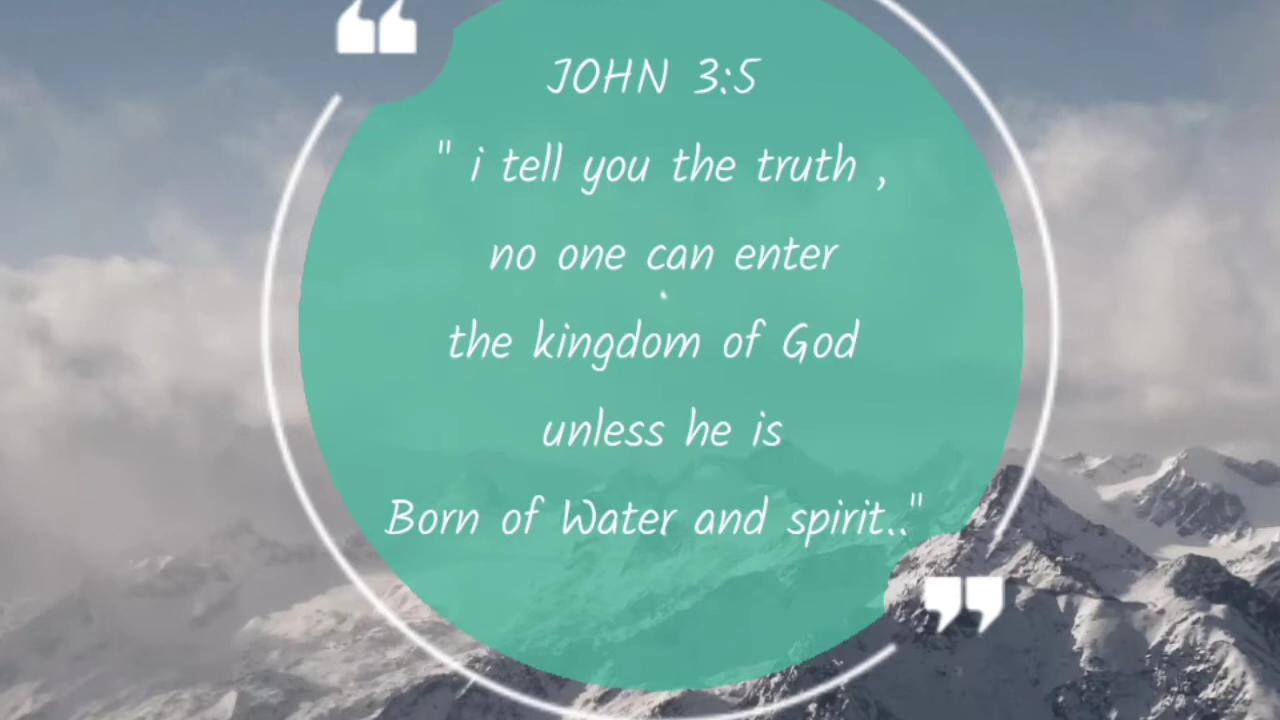 JOHN 3:5
" i tell you the truth ,
no one can enter
the kingdom of God
unless he is
Born of Water and spirit.."